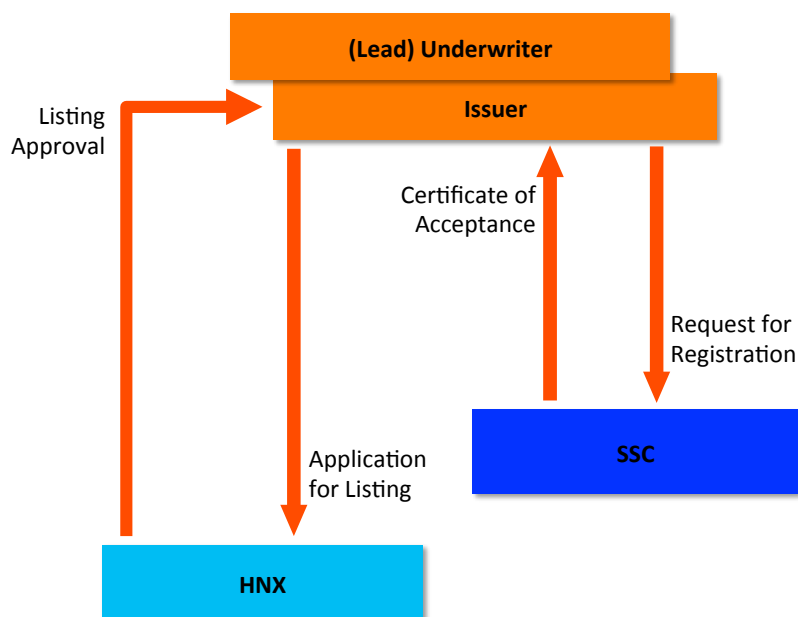 (Lead) Underwriter
Issuer
Listing
Approval
Certificate of
Acceptance
Request for
Registration
SSC
Application
for Listing
HNX